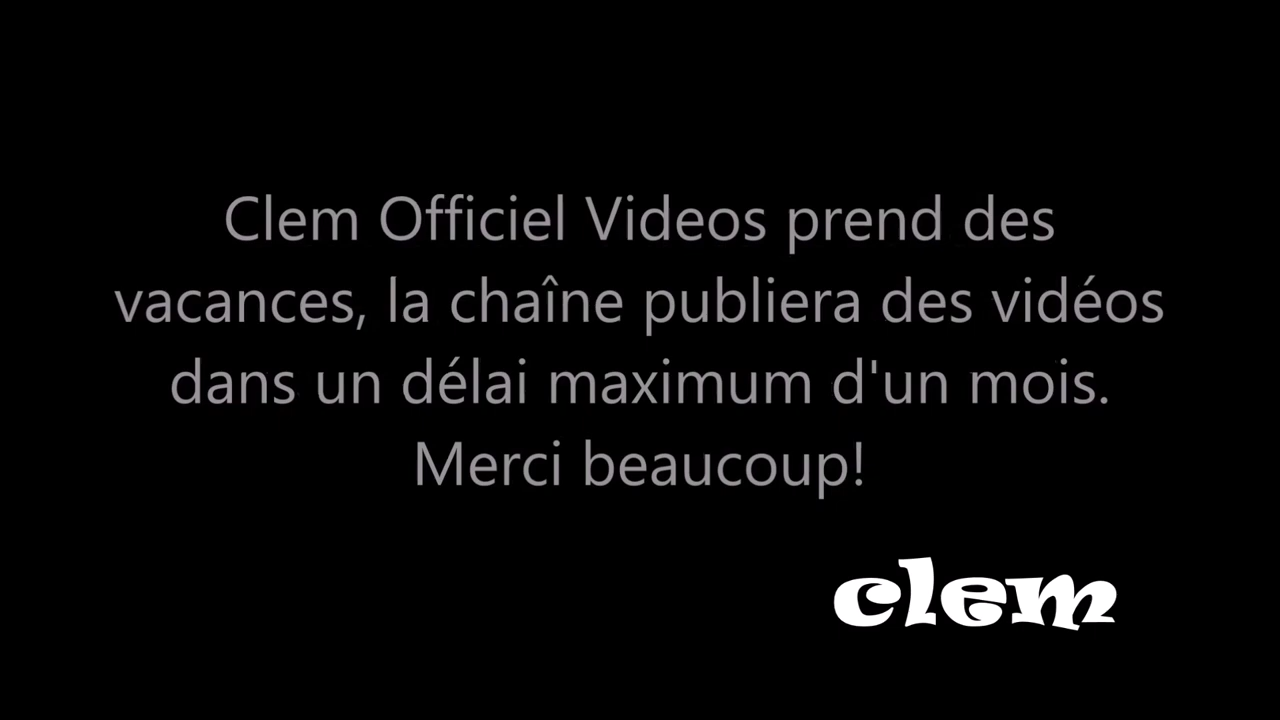 Clem Officiel Videos prend des
vacances, la chaîne publiera des vidéos
dans un délai maximum d'un mois.
Merci beaucoup!
clem